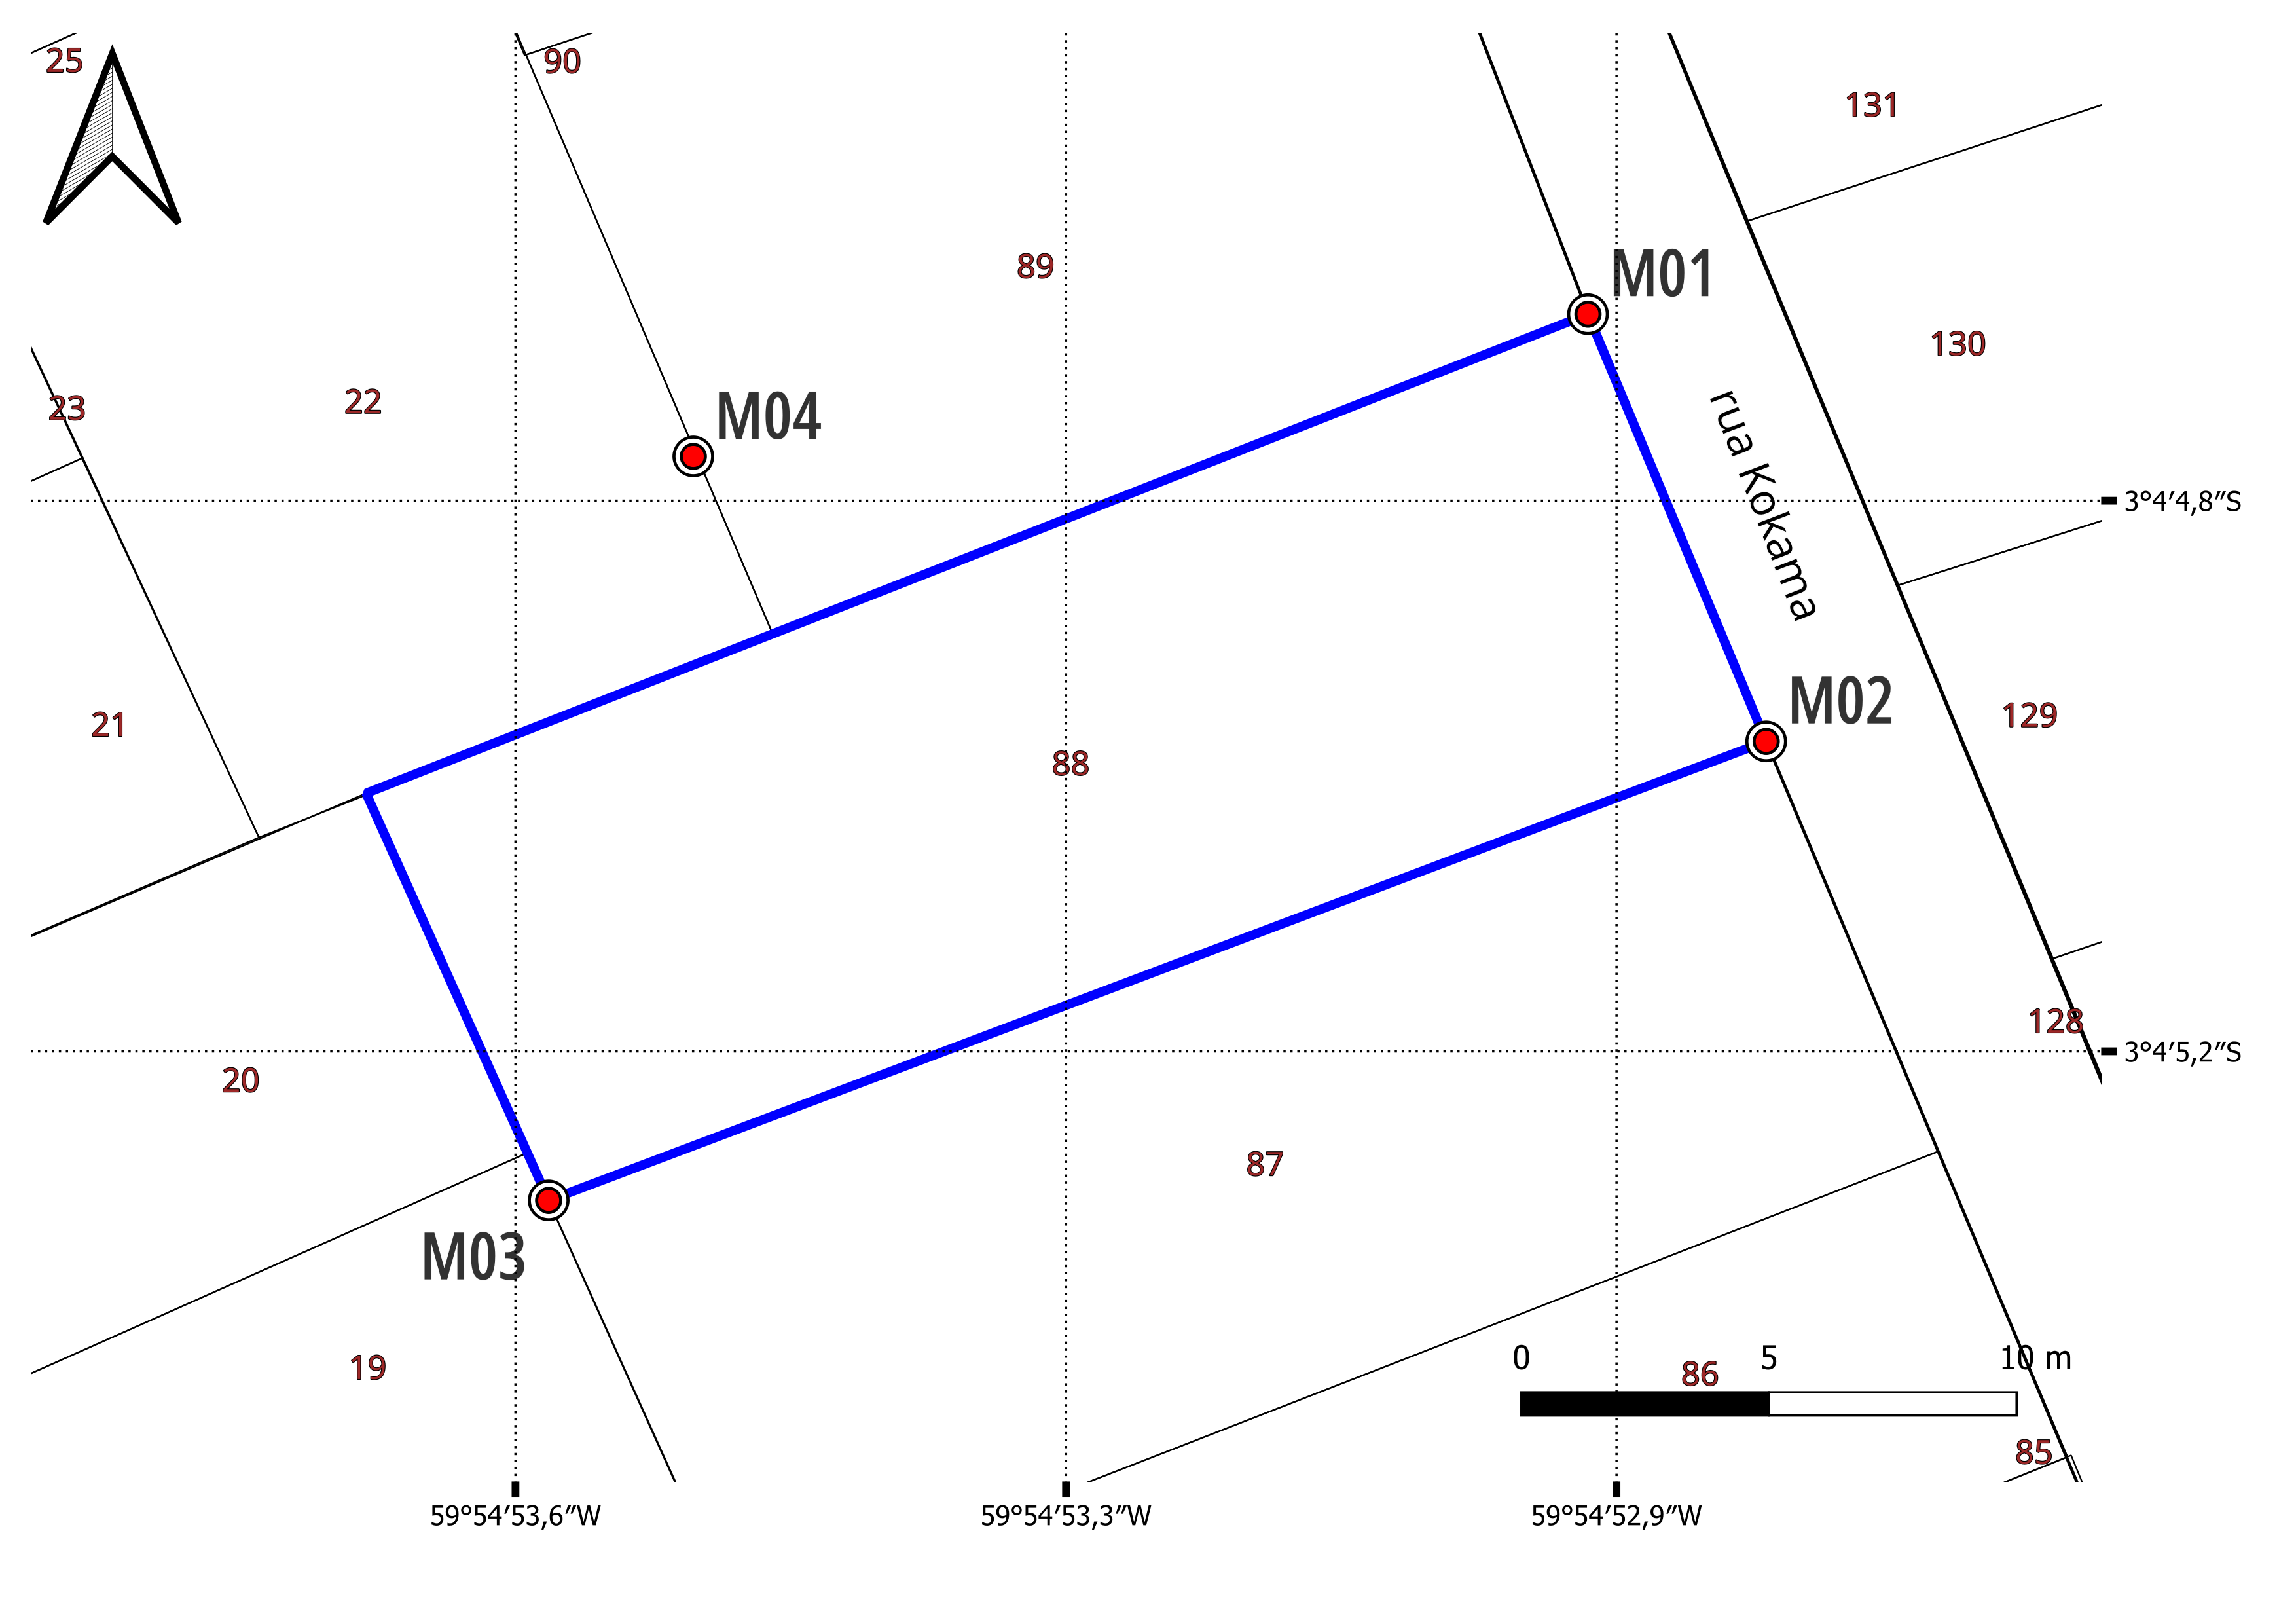 25
90
131
89
M01
130
22
23
M04
rua Kokama
3°4′4,8″S
M02
21
129
88
128
3°4′5,2″S
20
87
M03
19
0 5 10 m
86
85
59°54′53,6″W 59°54′53,3″W 59°54′52,9″W